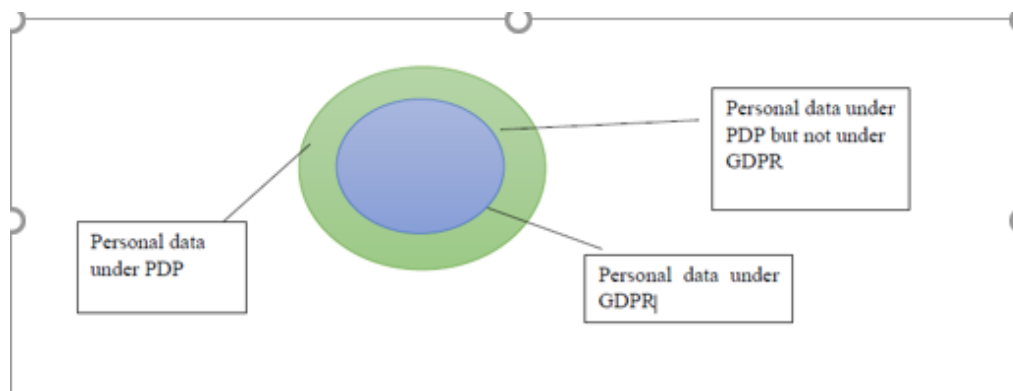 Personal data under
PDP but not under
GDPR
Personal data
under PDP
Personal data under
GDPR